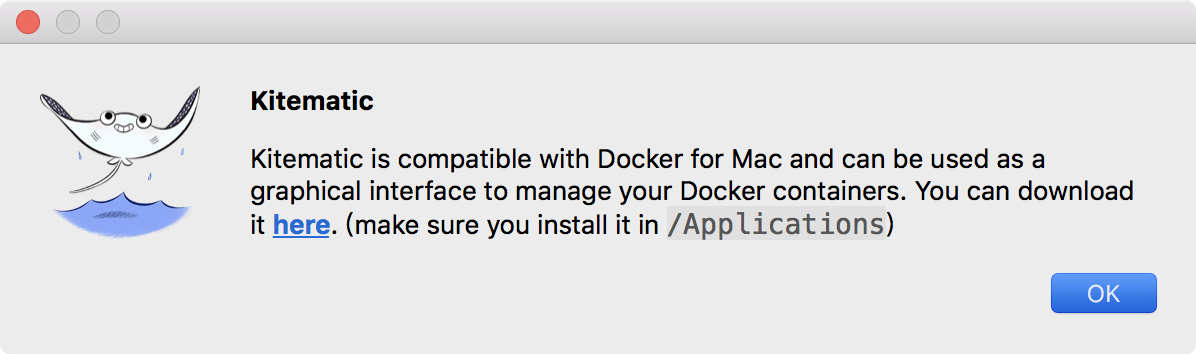 Kitematic
Kitematic is compatible with Docker for Mac and can be used as a
graphical interface to manage your Docker containers. You can download
it here. (make sure you install it in /Applications)
OK